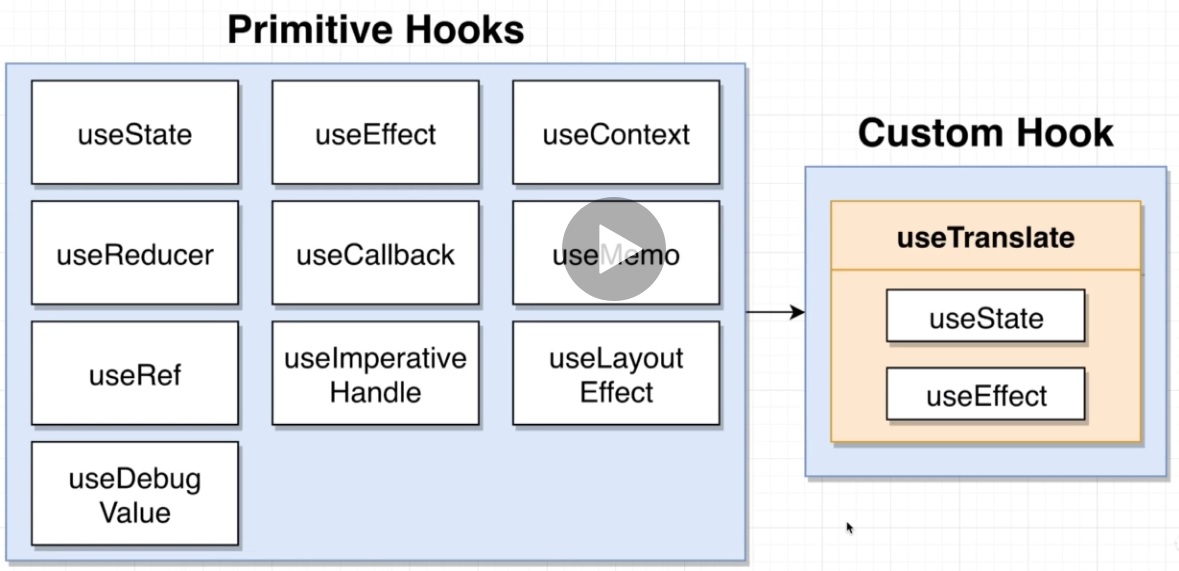 Primitive Hooks
useState
useEffect
useContext
useReducer
useCallback
useMemo
useRef
useImperative
Handle
useLayout
Effect
useDebug
Value
Custom Hook
useTranslate
useState
useEffect